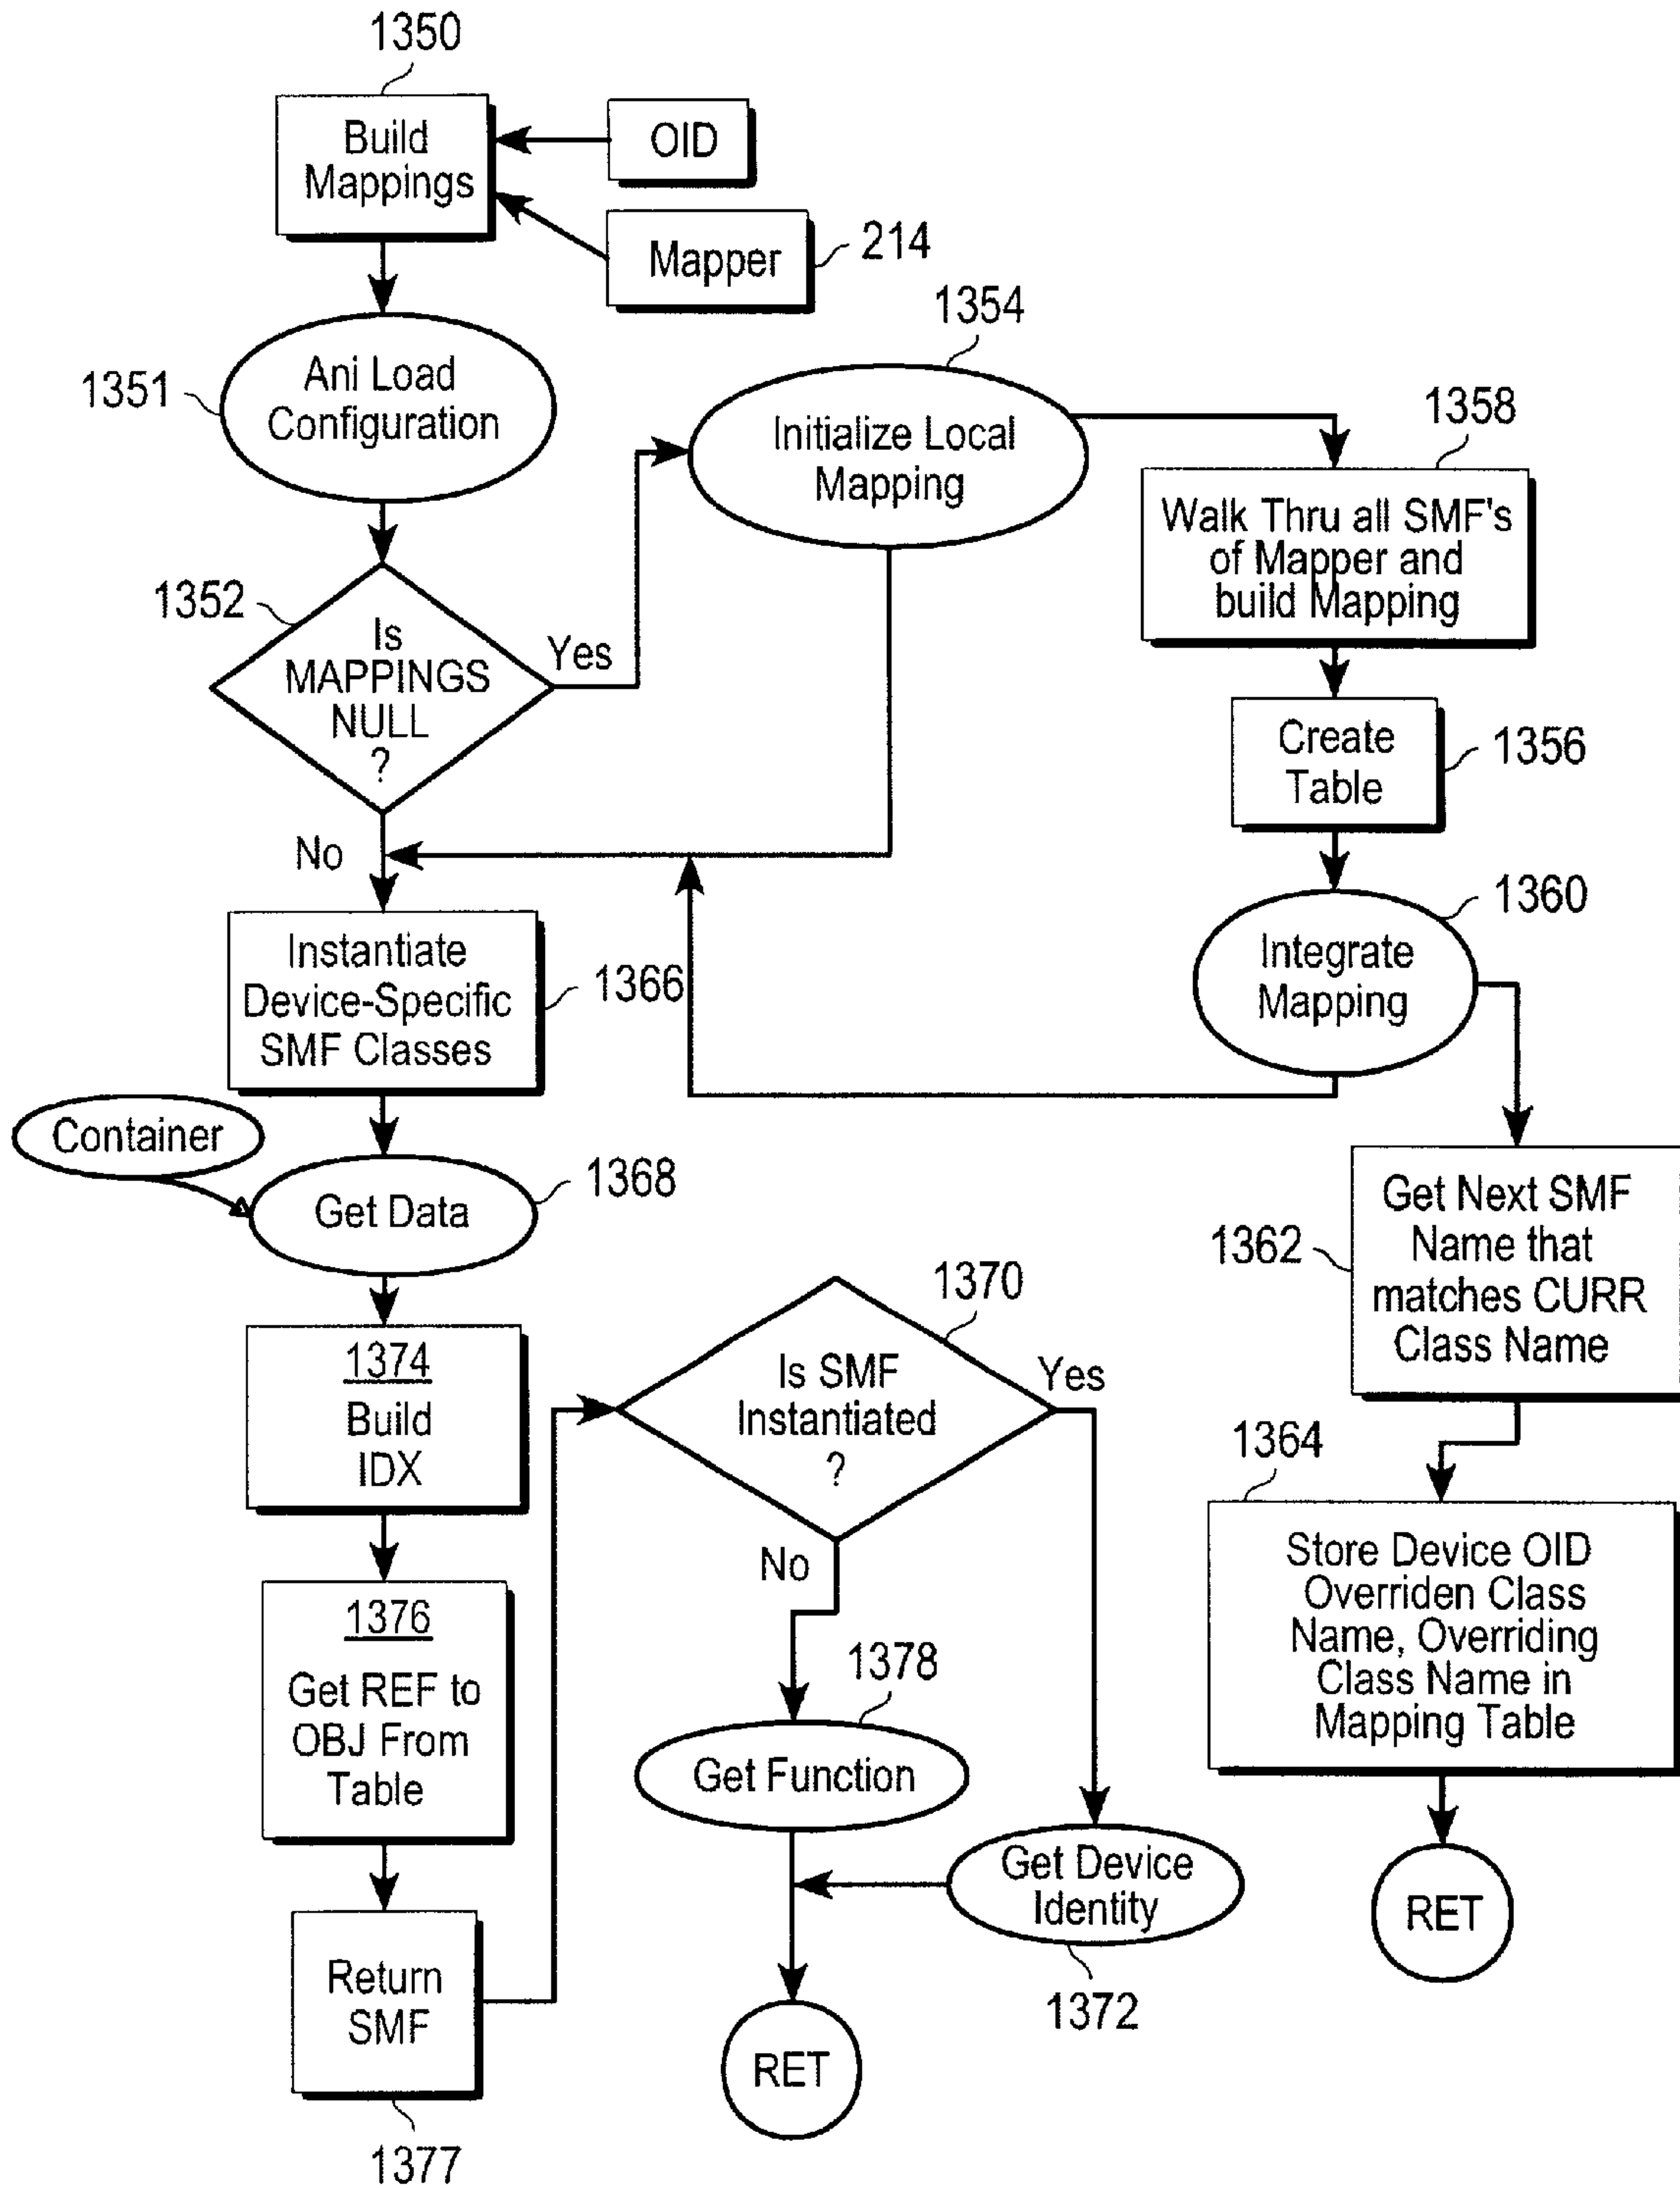 1350
Build
Mappings
OID
Mapper
214
1351
Ani Load
Configuration
1354
Initialize Local
Mapping
1358
Walk Thru all SMF's
of Mapper and
build Mapping
1352
Is
MAPPINGS
NULL
?
Yes
No
Create
Table
1356
1360
Integrate
Mapping
Instantiate
Device-Specific
SMF Classes
1366
Container
Get Data
1368
1362
Get Next SMF
Name that
matches CURR
Class Name
1374
Build
IDX
1370
Is SMF
Instantiated
?
Yes
No
1364
Store Device OID
Overriden Class
Name, Overriding
Class Name in
Mapping Table
1376
Get REF to
OBJ From
Table
1378
Get Function
Get Device
Identity
1372
RET
Return
SMF
1377
RET